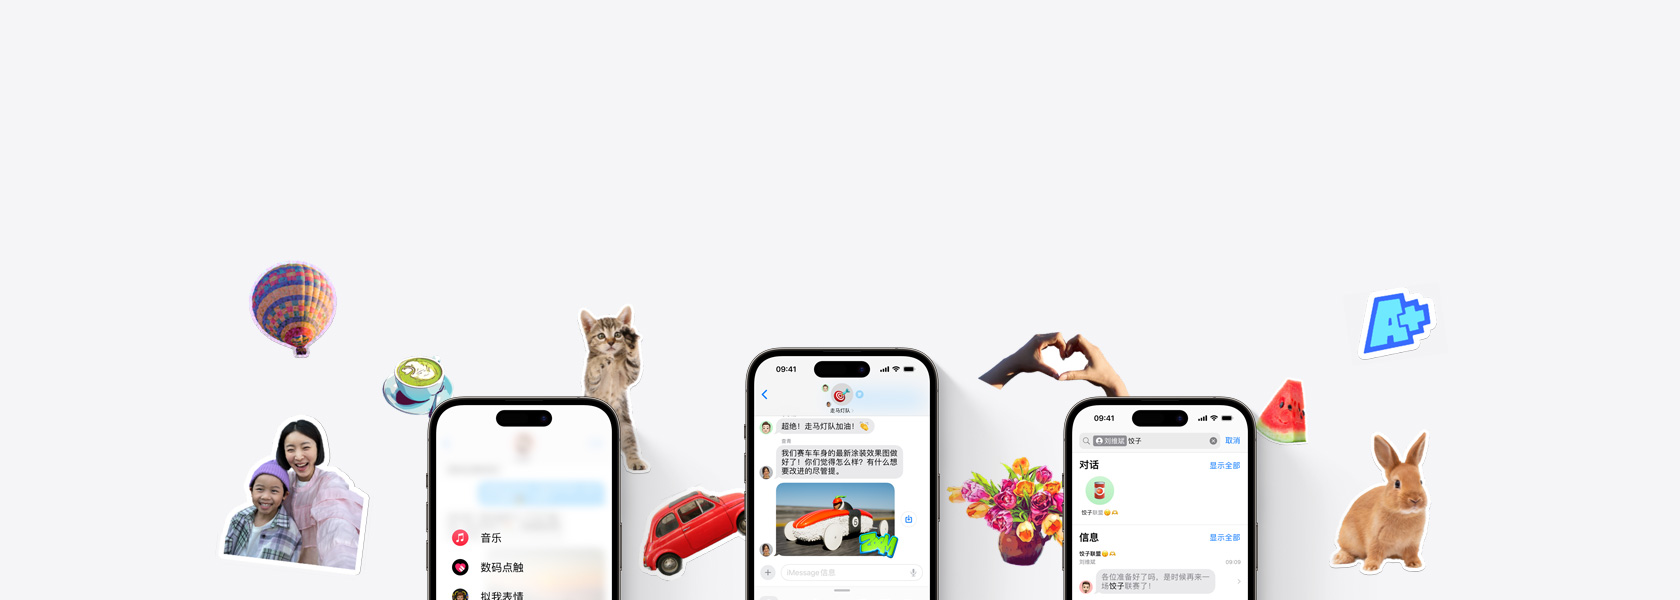 A+
音乐
数码点触
拟我表情
09:41
走马灯队
超绝！走马灯队加油！👏
我们赛车车身的最新涂装效果图做
好了！你们觉得怎么样？有什么想
要改进的尽管提。
5
iMessage 信息
09:41
刘维斌 饺子
取消
对话
显示全部
饺子联盟
信息
显示全部
饺子联盟
刘维斌
09:09
各位准备好了吗，是时候再来一
场饺子联赛了！